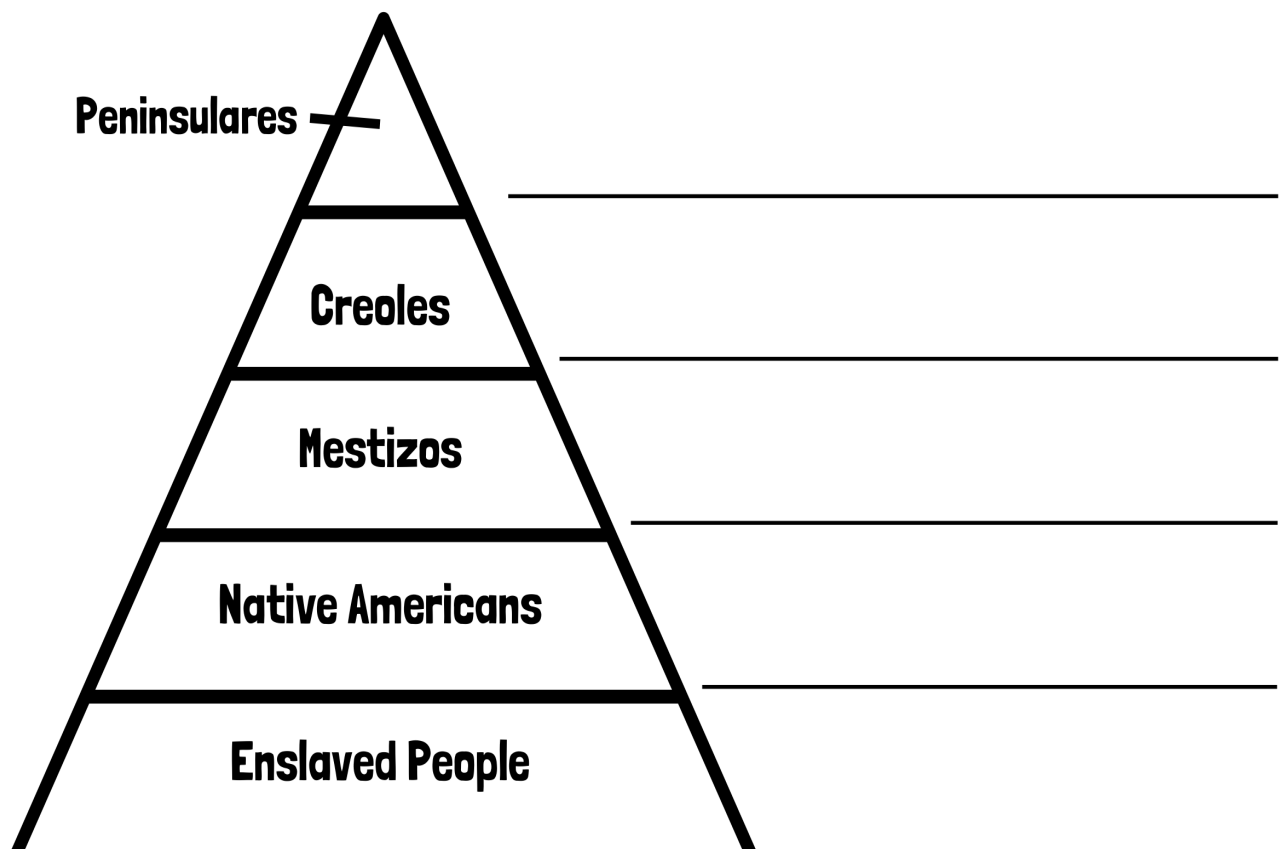 Peninsulares
Creoles
Mestizos
Native Americans
Enslaved People